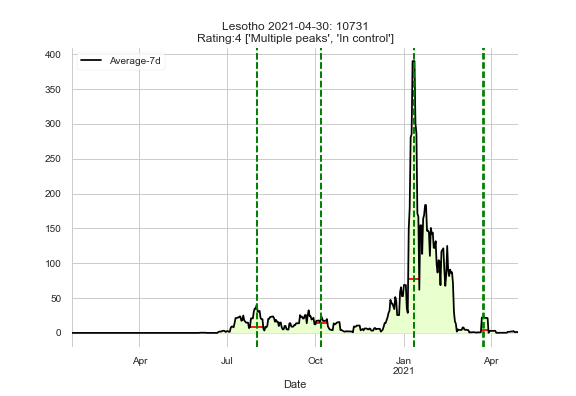 Lesotho 2021-04-30: 10731
Rating:4 ['Multiple peaks', 'In control']
Average-7d
400
350
300
250
200
150
100
50
0
Apr
Jul
Oct
Jan
2021
Apr
Date